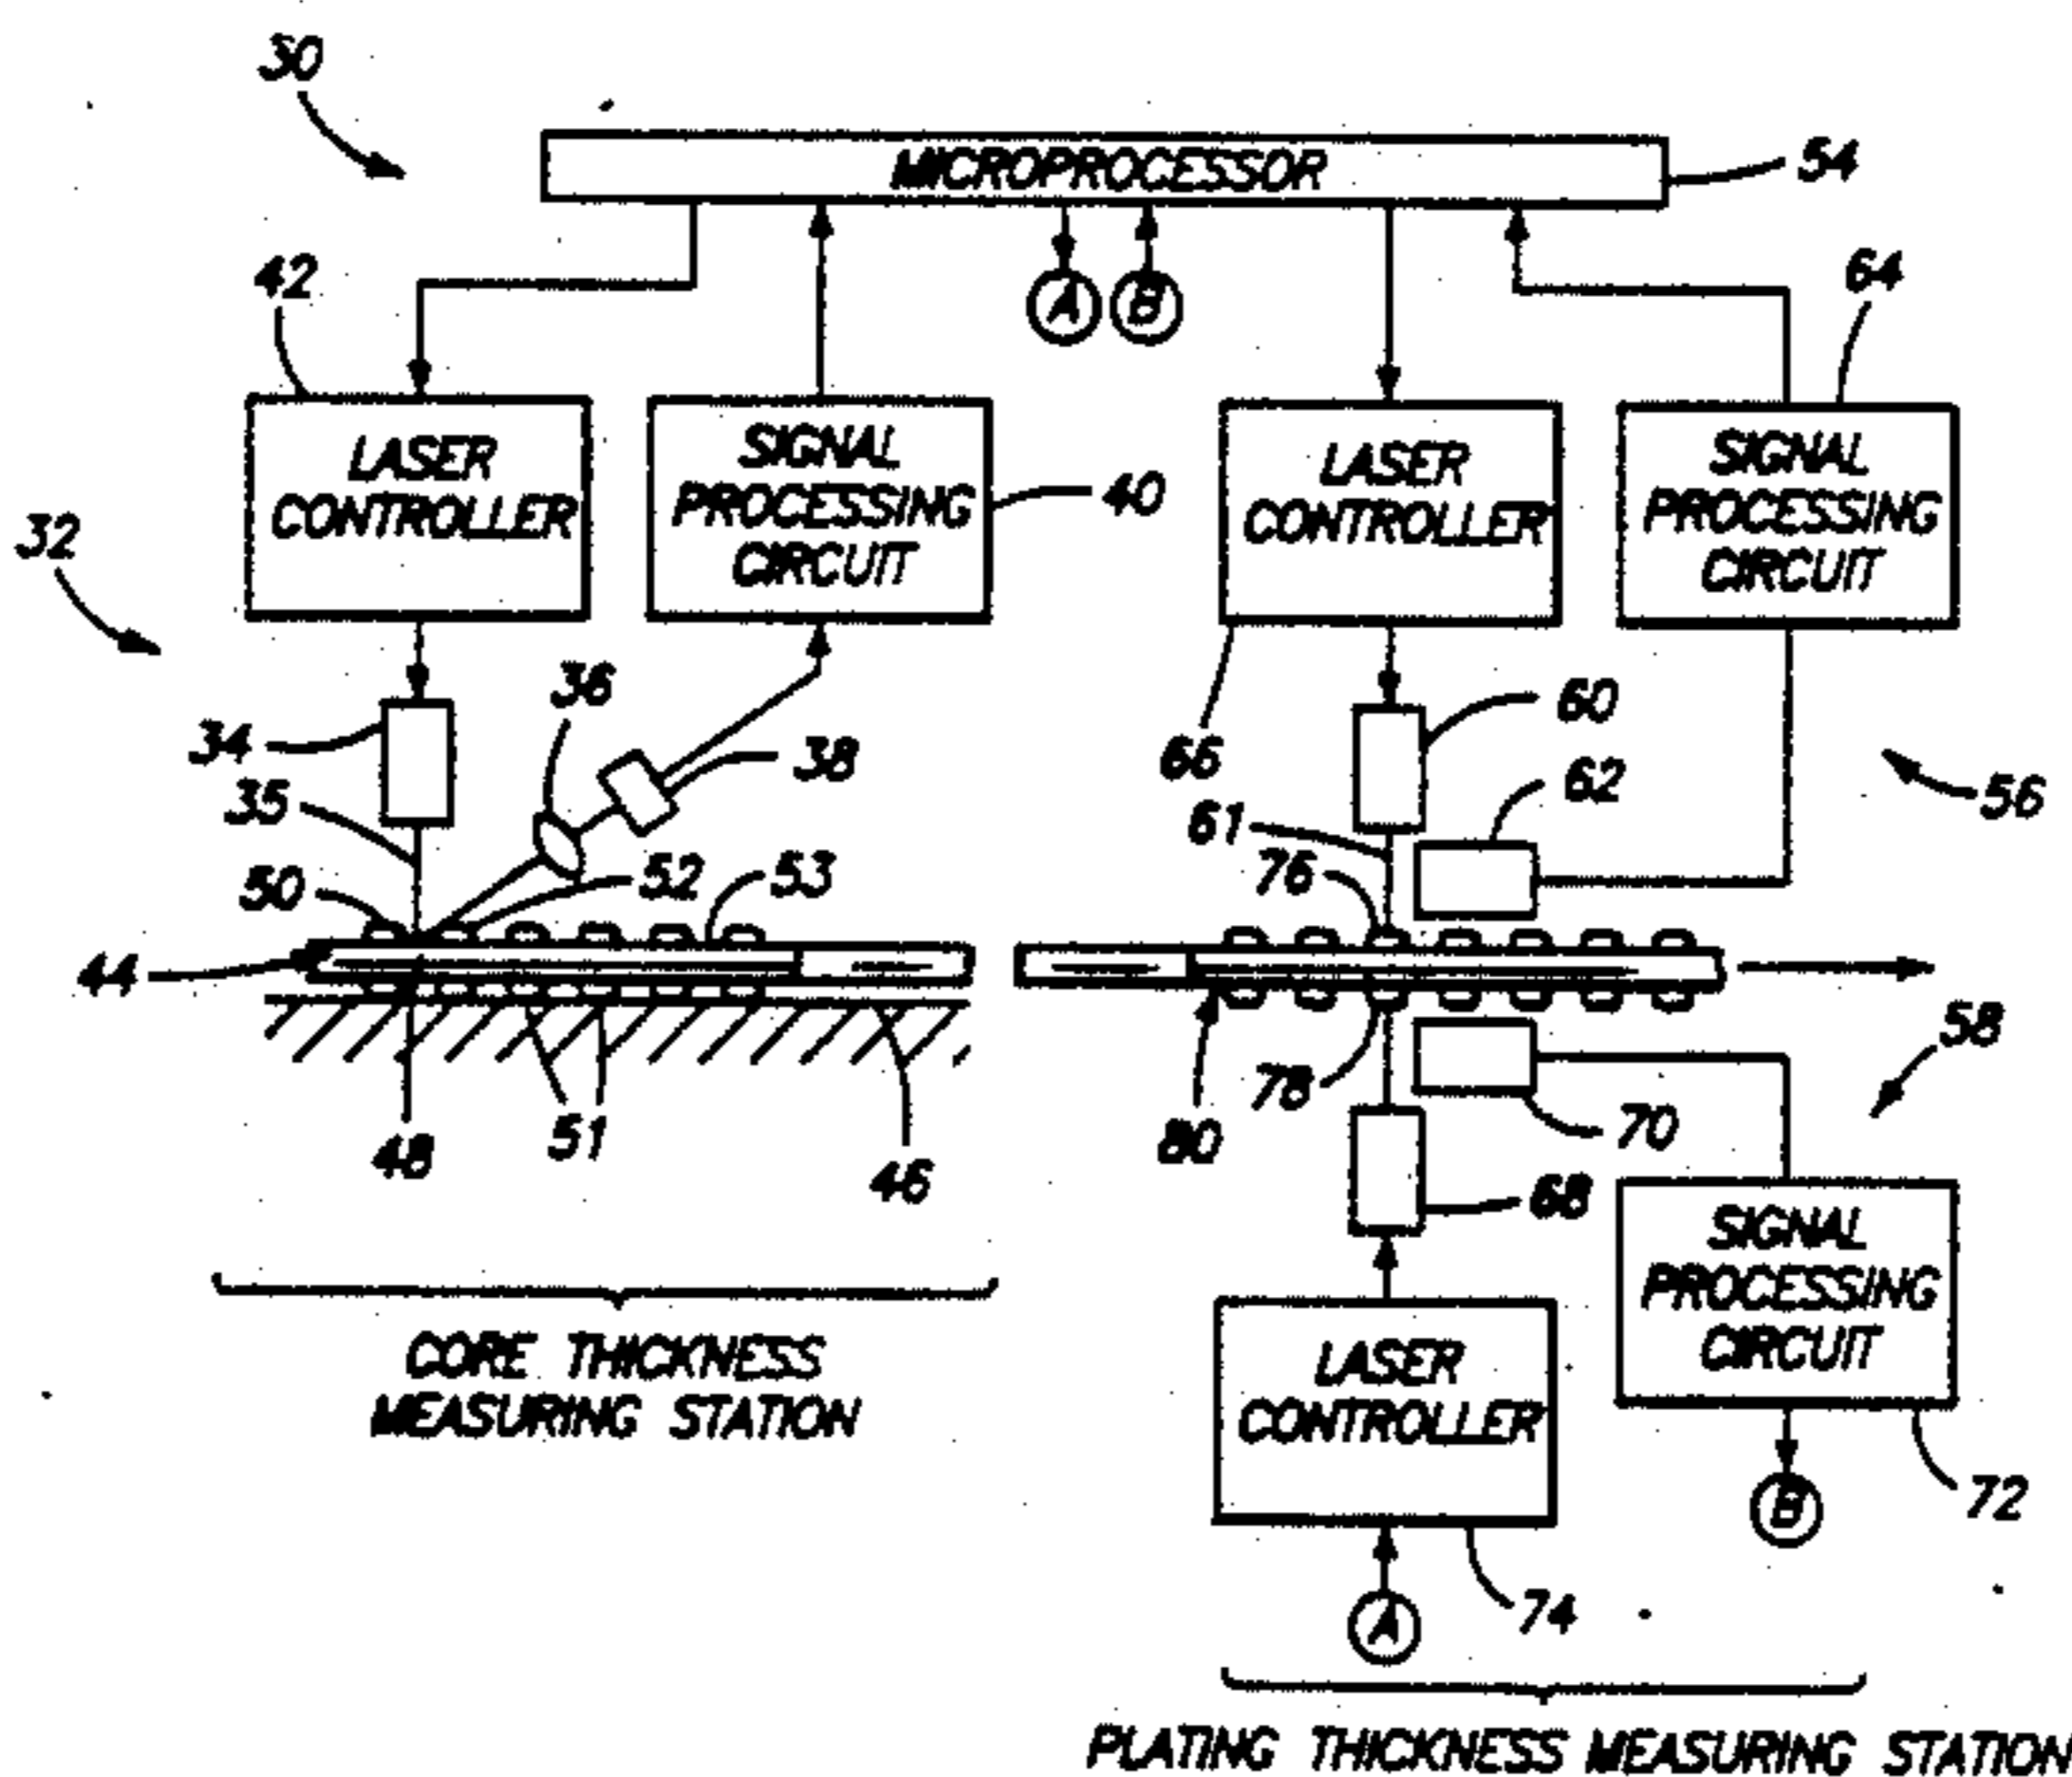 30
MICROPROCESSOR
54
42
A
B
64
LASER
CONTROLLER
SIGNAL
PROCESSING
CIRCUIT
40
LASER
CONTROLLER
SIGNAL
PROCESSING
CIRCUIT
32
34
36
38
35
66
60
62
56
61
50
52
53
76
44
48
51
46
80
78
58
70
68
CORE THICKNESS
MEASURING STATION
LASER
CONTROLLER
SIGNAL
PROCESSING
CIRCUIT
72
B
74
A
PLATING THICKNESS MEASURING STATION